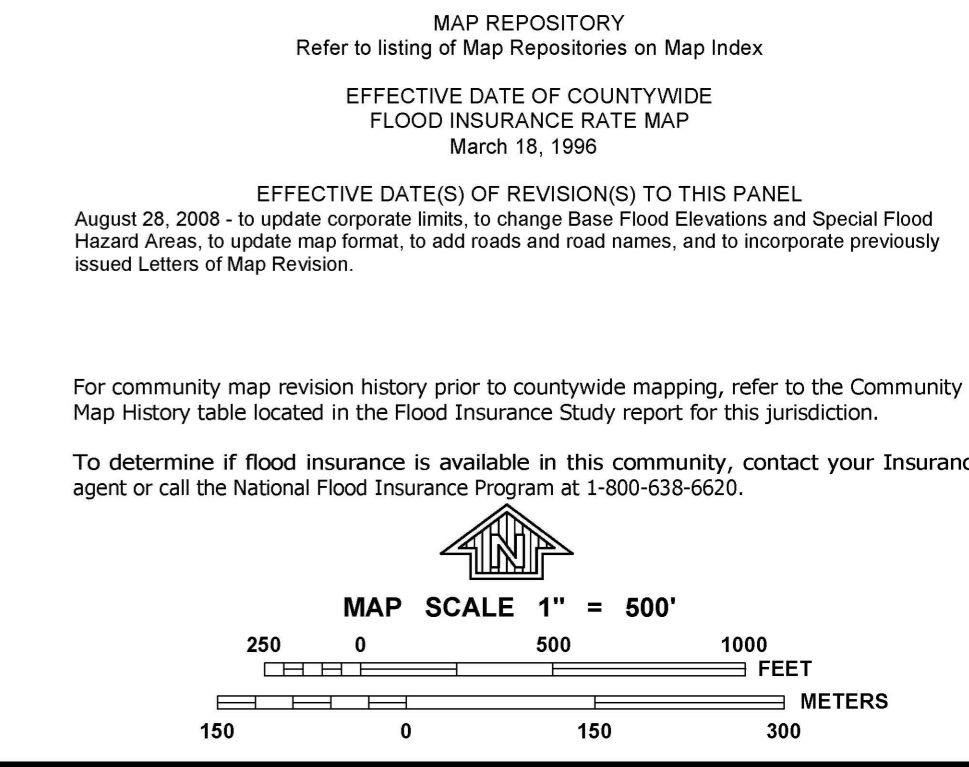 MAP REPOSITORY
Refer to listing of Map Repositories on Map Index
EFFECTIVE DATE OF COUNTYWIDE
FLOOD INSURANCE RATE MAP
March 18, 1996
EFFECTIVE DATE(S) OF REVISION(S) TO THIS PANEL
August 28, 2008 - to update corporate limits, to change Base Flood Elevations and Special Flood
Hazard Areas, to update map format, to add roads and road names, and to incorporate previously
issued Letters of Map Revision.
For community map revision history prior to countywide mapping, refer to the Community
Map History table located in the Flood Insurance Study report for this jurisdiction.
To determine if flood insurance is available in this community, contact your Insuranc
agent or call the National Flood Insurance Program at 1-800-638-6620.
N
MAP SCALE 1" = 500'
250 0 500 1000
FEET
METERS
150 0 150 300